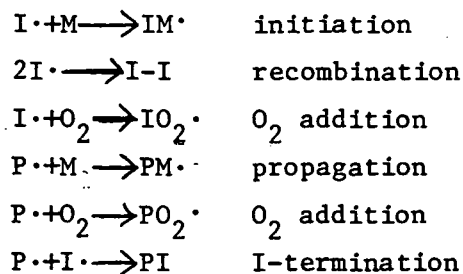 I·+M⟶IM· initiation
2I·⟶I-I recombination
I·+O₂⟶IO₂· O₂ addition
P·+M⟶PM· propagation
P·+O₂⟶PO₂· O₂ addition
P·+I·⟶PI I-termination